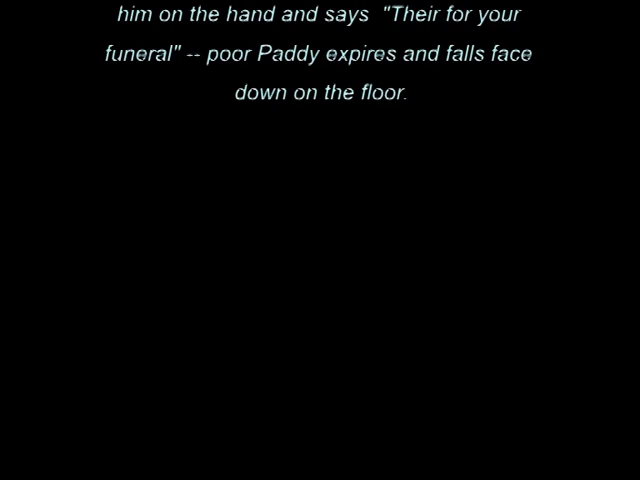 him on the hand and says  "Their for your
funeral" -- poor Paddy expires and falls face
down on the floor.